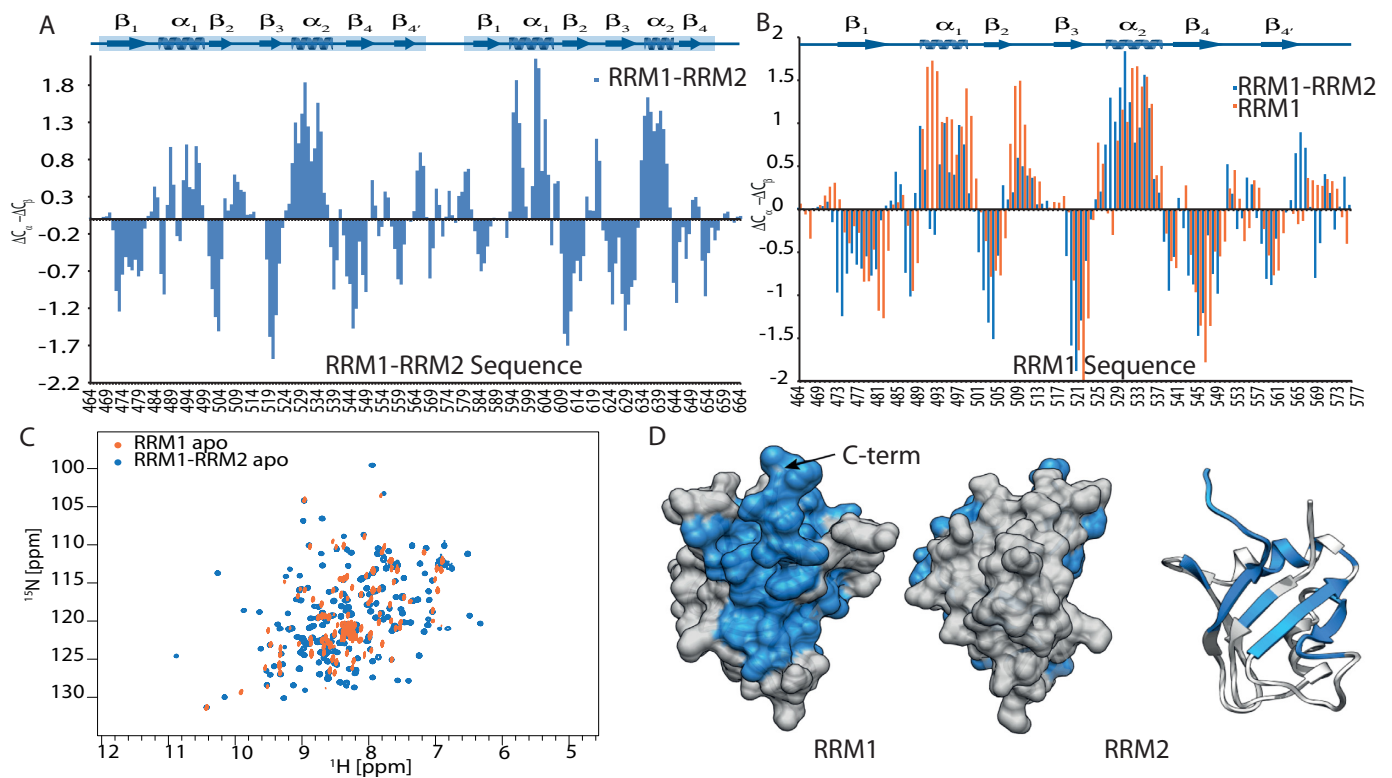 A
β1 α1 β2 β3 α2 β4 β4' β1 α1 β2 β3 α2 β4
RRM1-RRM2
ΔCα – ΔCβ
1.8
1.3
0.8
0.3
-0.2
-0.7
-1.2
-1.7
-2.2
RRM1-RRM2 Sequence
464 469 474 479 484 489 494 499 504 509 514 519 524 529 534 539 544 549 554 559 564 569 574 579 584 589 594 599 604 609 614 619 624 629 634 639 644 649 654 659 664
B
β1 α1 β2 β3 α2 β4 β4'
RRM1-RRM2
RRM1
ΔCα – ΔCβ
2
1.5
1
0.5
0
-0.5
-1
-1.5
-2
RRM1 Sequence
464 469 473 477 481 485 489 493 497 501 505 509 513 517 521 525 529 533 537 541 545 549 553 557 561 565 569 573 577
C
RRM1 apo
RRM1-RRM2 apo
15N [ppm]
100
105
110
115
120
125
130
12 11 10 9 8 7 6 5
1H [ppm]
D
C-term
RRM1
RRM2